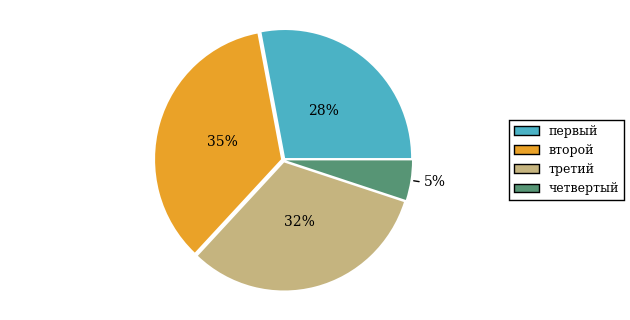 28%
35%
32%
5%
первый
второй
третий
четвертый